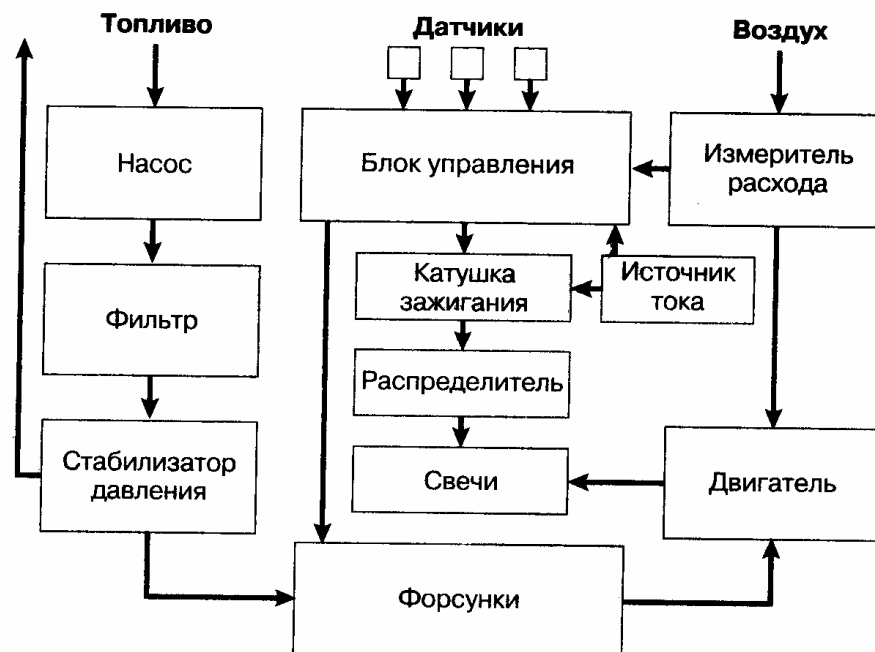 Топливо
Датчики
Воздух
Насос
Блок управления
Измеритель
расхода
Фильтр
Катушка
зажигания
Источник
тока
Распределитель
Стабилизатор
давления
Свечи
Двигатель
Форсунки